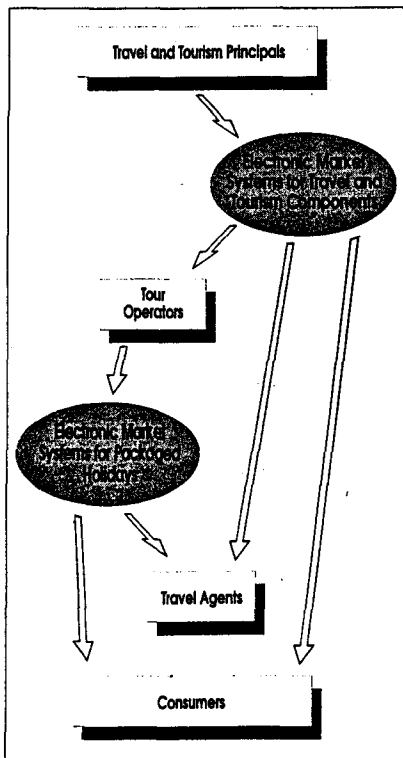 Travel and Tourism Principals
Electronic Market
Systems for Travel and
Tourism Components
Tour
Operators
Electronic Market
Systems for Packaged
Holidays
Travel Agents
Consumers